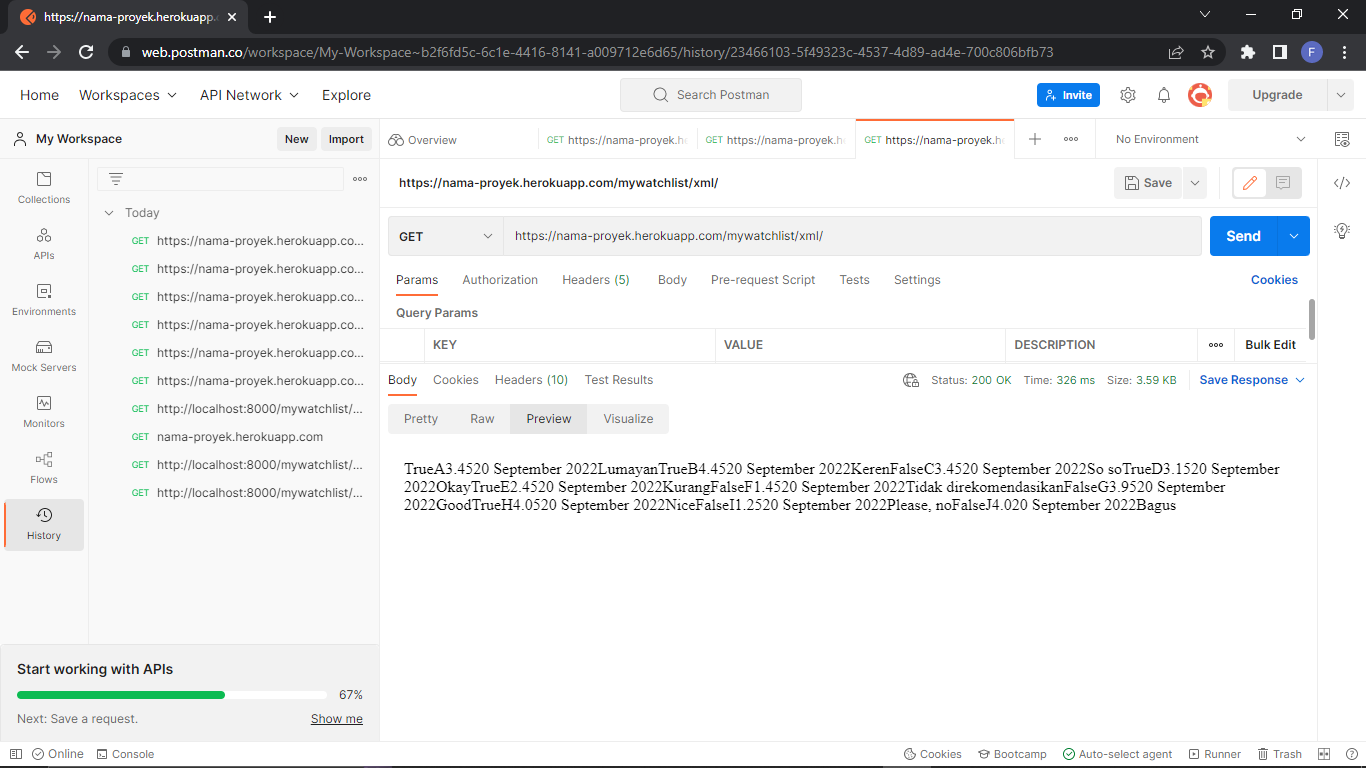 https://nama-proyek.herokuapp.
web.postman.co/workspace/My-Workspace~b2f6fd5c-6c1e-4416-8141-a009712e6d65/history/23466103-5f49323c-4537-4d89-ad4e-700c806bfb73
F
Home Workspaces API Network Explore
Search Postman
Invite
Upgrade
My Workspace
New
Import
Overview
GET https://nama-proyek.he
GET https://nama-proyek.he
GET https://nama-proyek.he
No Environment
Collections
APIs
Environments
Mock Servers
Monitors
Flows
History
Today
GET https://nama-proyek.herokuapp.co...
GET https://nama-proyek.herokuapp.co...
GET https://nama-proyek.herokuapp.co...
GET https://nama-proyek.herokuapp.co...
GET https://nama-proyek.herokuapp.co...
GET https://nama-proyek.herokuapp.co...
GET http://localhost:8000/mywatchlist/...
GET nama-proyek.herokuapp.com
GET http://localhost:8000/mywatchlist/...
GET http://localhost:8000/mywatchlist/...
https://nama-proyek.herokuapp.com/mywatchlist/xml/
Save
GET
https://nama-proyek.herokuapp.com/mywatchlist/xml/
Send
Params Authorization Headers (5) Body Pre-request Script Tests Settings
Cookies
Query Params
KEY VALUE DESCRIPTION
Bulk Edit
Body Cookies Headers (10) Test Results
Status: 200 OK Time: 326 ms Size: 3.59 KB
Save Response
Pretty Raw Preview Visualize
TrueA3.4520 September 2022LumayanTrueB4.4520 September 2022KerenFalseC3.4520 September 2022So soTrueD3.1520 September
2022OkayTrueE2.4520 September 2022KurangFalseF1.4520 September 2022Tidak direkomendasikanFalseG3.9520 September
2022GoodTrueH4.0520 September 2022NiceFalseI1.2520 September 2022Please, noFalseJ4.020 September 2022Bagus
Start working with APIs
67%
Next: Save a request.
Show me
Online
Console
Cookies
Bootcamp
Auto-select agent
Runner
Trash